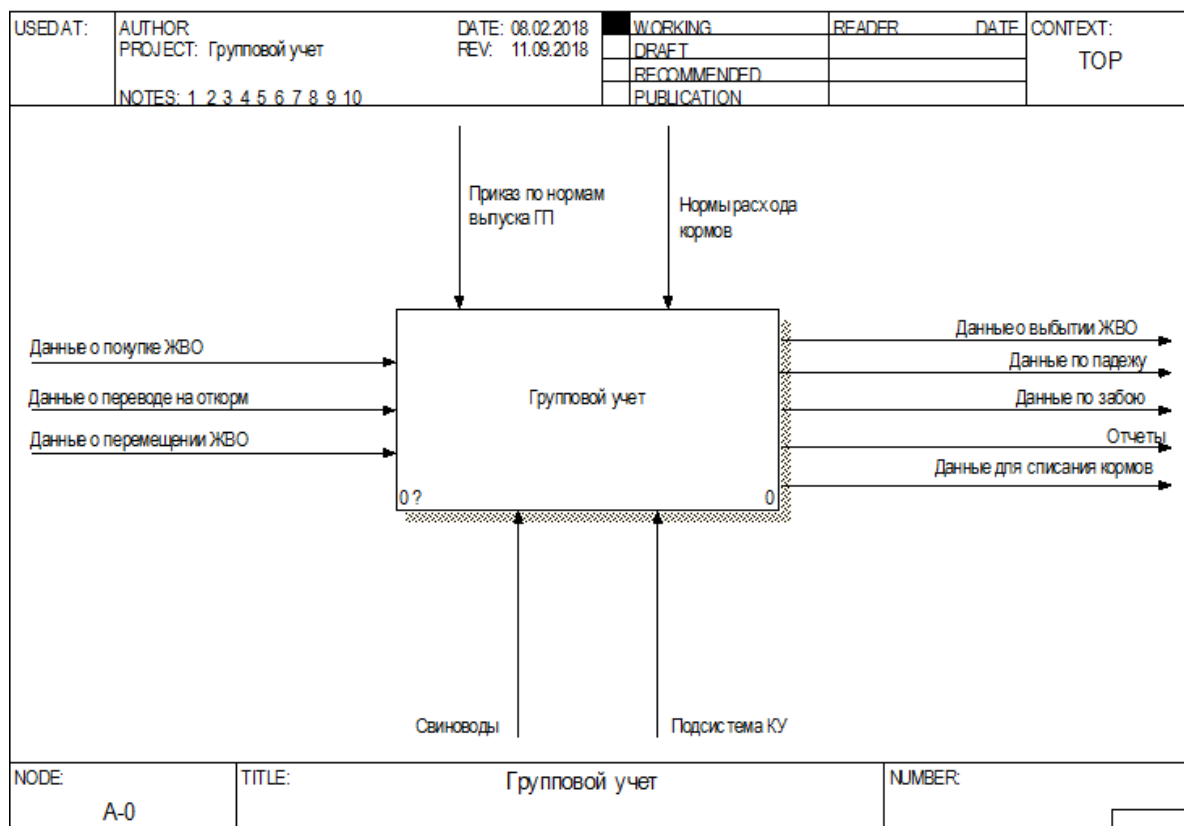 USED AT:
AUTHOR
DATE: 08.02.2018
PROJECT: Групповой учет
REV: 11.09.2018
NOTES: 1 2 3 4 5 6 7 8 9 10
WORKING
DRAFT
RECOMMENDED
PUBLICATION
READER
DATE
CONTEXT:
TOP
Приказ по нормам
выпуска ГП
Нормы расхода
кормов
Данные о покупке ЖВО
Данные о переводе на откорм
Данные о перемещении ЖВО
Групповой учет
0 ?
0
Данные о выбытии ЖВО
Данные по падежу
Данные по забою
Отчеты
Данные для списания кормов
Свиноводы
Подсистема КУ
NODE:
A-0
TITLE:
Групповой учет
NUMBER: